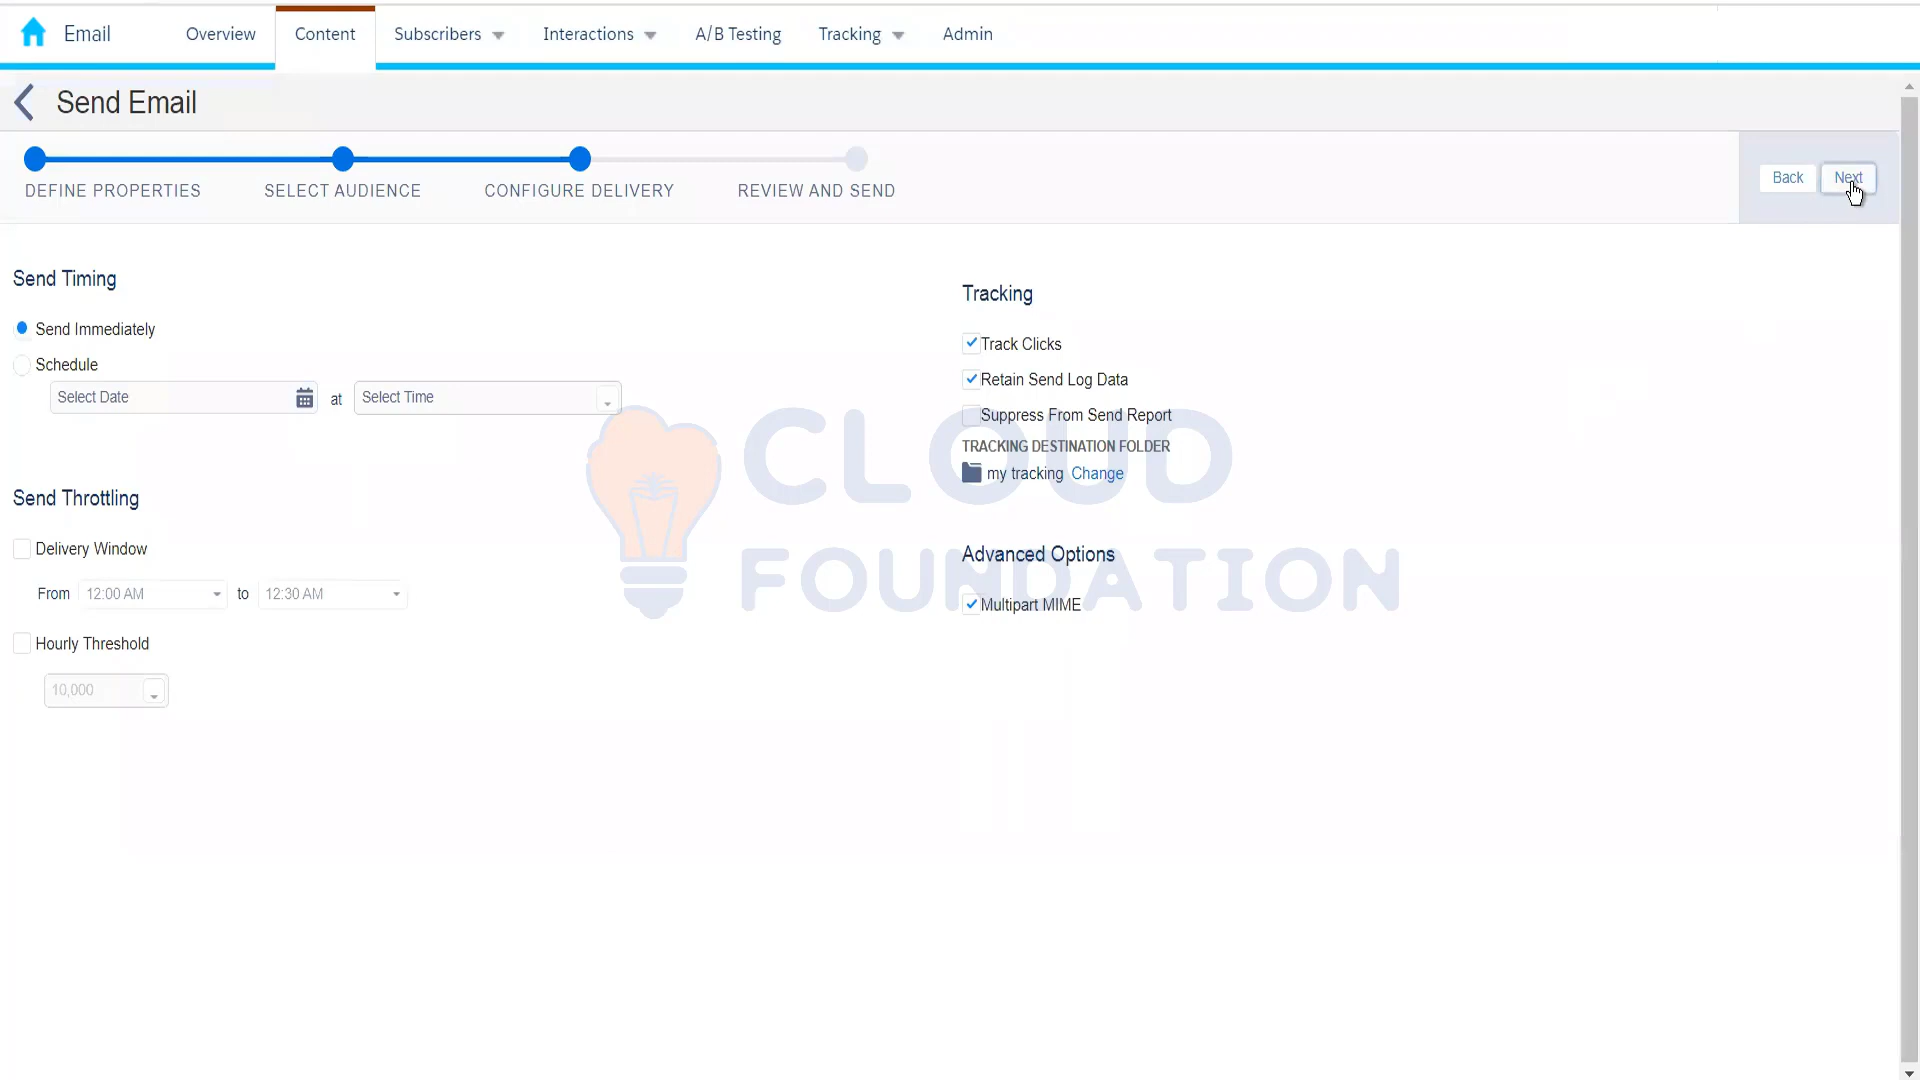 Email Overview Content Subscribers Interactions A/B Testing Tracking Admin
Send Email
DEFINE PROPERTIES SELECT AUDIENCE CONFIGURE DELIVERY REVIEW AND SEND
Back Next
Send Timing
Send Immediately
Schedule
Select Date at Select Time
Send Throttling
Delivery Window
From 12:00 AM to 12:30 AM
Hourly Threshold
10,000
Tracking
Track Clicks
Retain Send Log Data
Suppress From Send Report
TRACKING DESTINATION FOLDER
my tracking Change
Advanced Options
Multipart MIME
CLOUD
FOUNDATION